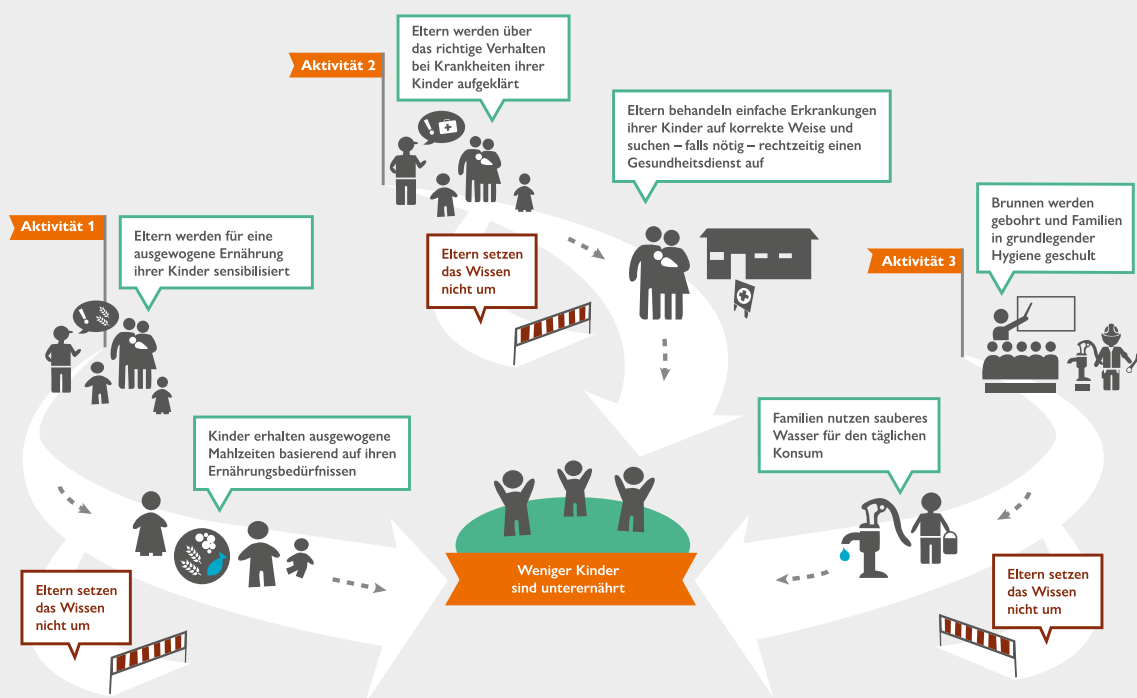 Aktivität 1
Eltern werden für eine
ausgewogene Ernährung
ihrer Kinder sensibilisiert
Kinder erhalten ausgewogene
Mahlzeiten basierend auf ihren
Ernährungsbedürfnissen
Eltern setzen
das Wissen
nicht um
Aktivität 2
Eltern werden über
das richtige Verhalten
bei Krankheiten ihrer
Kinder aufgeklärt
Eltern behandeln einfache Erkrankungen
ihrer Kinder auf korrekte Weise und
suchen – falls nötig – rechtzeitig einen
Gesundheitsdienst auf
Eltern setzen
das Wissen
nicht um
Aktivität 3
Brunnen werden
gebohrt und Familien
in grundlegender
Hygiene geschult
Familien nutzen sauberes
Wasser für den täglichen
Konsum
Eltern setzen
das Wissen
nicht um
Weniger Kinder
sind unterernährt